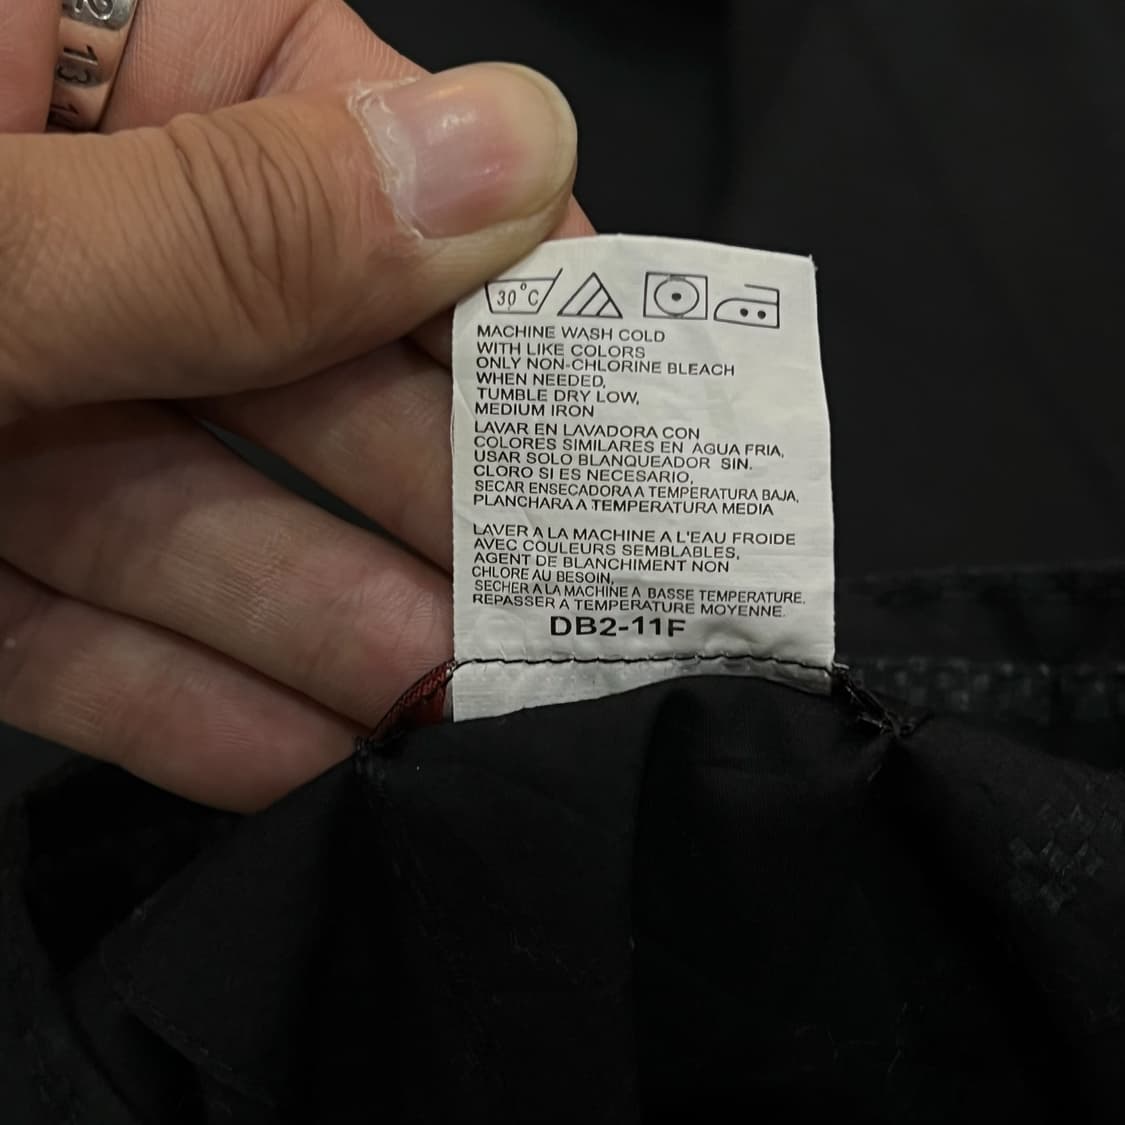 2
13
1
30°C
MACHINE WASH COLD
WITH LIKE COLORS
ONLY NON-CHLORINE BLEACH
WHEN NEEDED,
TUMBLE DRY LOW,
MEDIUM IRON
LAVAR EN LAVADORA CON
COLORES SIMILARES EN AGUA FRIA,
USAR SOLO BLANQUEADOR SIN.
CLORO SI ES NECESARIO,
SECAR ENSECADORA A TEMPERATURA BAJA,
PLANCHARA A TEMPERATURA MEDIA
LAVER A LA MACHINE A L'EAU FROIDE
AVEC COULEURS SEMBLABLES,
AGENT DE BLANCHIMENT NON
CHLORE AU BESOIN,
SECHER A LA MACHINE A BASSE TEMPERATURE.
REPASSER A TEMPERATURE MOYENNE.
DB2-11F